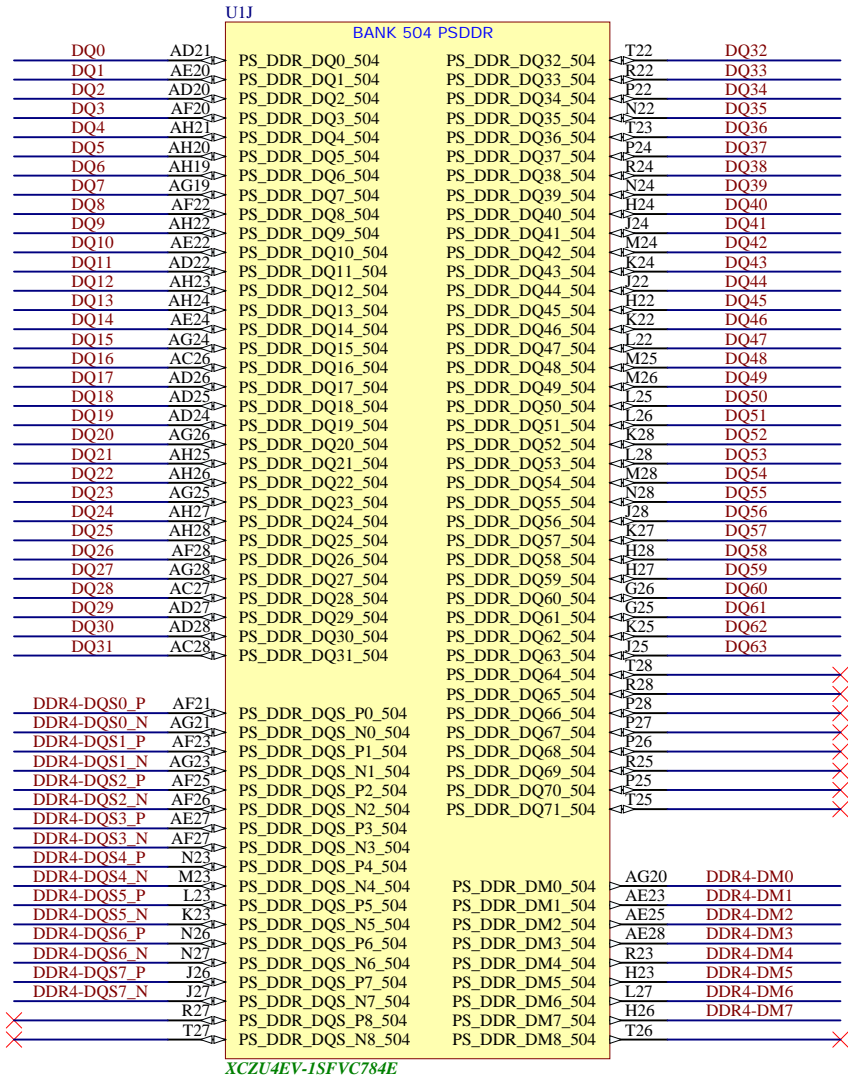 U1J
BANK 504 PSDDR
DQ0 AD21 PS_DDR_DQ0_504 PS_DDR_DQ32_504 T22 DQ32
DQ1 AE20 PS_DDR_DQ1_504 PS_DDR_DQ33_504 R22 DQ33
DQ2 AD20 PS_DDR_DQ2_504 PS_DDR_DQ34_504 P22 DQ34
DQ3 AF20 PS_DDR_DQ3_504 PS_DDR_DQ35_504 N22 DQ35
DQ4 AH21 PS_DDR_DQ4_504 PS_DDR_DQ36_504 T23 DQ36
DQ5 AH20 PS_DDR_DQ5_504 PS_DDR_DQ37_504 P24 DQ37
DQ6 AH19 PS_DDR_DQ6_504 PS_DDR_DQ38_504 R24 DQ38
DQ7 AG19 PS_DDR_DQ7_504 PS_DDR_DQ39_504 N24 DQ39
DQ8 AF22 PS_DDR_DQ8_504 PS_DDR_DQ40_504 H24 DQ40
DQ9 AH22 PS_DDR_DQ9_504 PS_DDR_DQ41_504 J24 DQ41
DQ10 AE22 PS_DDR_DQ10_504 PS_DDR_DQ42_504 M24 DQ42
DQ11 AD22 PS_DDR_DQ11_504 PS_DDR_DQ43_504 K24 DQ43
DQ12 AH23 PS_DDR_DQ12_504 PS_DDR_DQ44_504 J22 DQ44
DQ13 AH24 PS_DDR_DQ13_504 PS_DDR_DQ45_504 H22 DQ45
DQ14 AE24 PS_DDR_DQ14_504 PS_DDR_DQ46_504 K22 DQ46
DQ15 AG24 PS_DDR_DQ15_504 PS_DDR_DQ47_504 L22 DQ47
DQ16 AC26 PS_DDR_DQ16_504 PS_DDR_DQ48_504 M25 DQ48
DQ17 AD26 PS_DDR_DQ17_504 PS_DDR_DQ49_504 M26 DQ49
DQ18 AD25 PS_DDR_DQ18_504 PS_DDR_DQ50_504 L25 DQ50
DQ19 AD24 PS_DDR_DQ19_504 PS_DDR_DQ51_504 L26 DQ51
DQ20 AG26 PS_DDR_DQ20_504 PS_DDR_DQ52_504 K28 DQ52
DQ21 AH25 PS_DDR_DQ21_504 PS_DDR_DQ53_504 L28 DQ53
DQ22 AH26 PS_DDR_DQ22_504 PS_DDR_DQ54_504 M28 DQ54
DQ23 AG25 PS_DDR_DQ23_504 PS_DDR_DQ55_504 N28 DQ55
DQ24 AH27 PS_DDR_DQ24_504 PS_DDR_DQ56_504 J28 DQ56
DQ25 AH28 PS_DDR_DQ25_504 PS_DDR_DQ57_504 K27 DQ57
DQ26 AF28 PS_DDR_DQ26_504 PS_DDR_DQ58_504 H28 DQ58
DQ27 AG28 PS_DDR_DQ27_504 PS_DDR_DQ59_504 H27 DQ59
DQ28 AC27 PS_DDR_DQ28_504 PS_DDR_DQ60_504 G26 DQ60
DQ29 AD27 PS_DDR_DQ29_504 PS_DDR_DQ61_504 G25 DQ61
DQ30 AD28 PS_DDR_DQ30_504 PS_DDR_DQ62_504 K25 DQ62
DQ31 AC28 PS_DDR_DQ31_504 PS_DDR_DQ63_504 J25 DQ63
PS_DDR_DQ64_504 T28
PS_DDR_DQ65_504 R28
DDR4-DQS0_P AF21 PS_DDR_DQS_P0_504 PS_DDR_DQ66_504 P28
DDR4-DQS0_N AG21 PS_DDR_DQS_N0_504 PS_DDR_DQ67_504 P27
DDR4-DQS1_P AF23 PS_DDR_DQS_P1_504 PS_DDR_DQ68_504 P26
DDR4-DQS1_N AG23 PS_DDR_DQS_N1_504 PS_DDR_DQ69_504 R25
DDR4-DQS2_P AF25 PS_DDR_DQS_P2_504 PS_DDR_DQ70_504 P25
DDR4-DQS2_N AF26 PS_DDR_DQS_N2_504 PS_DDR_DQ71_504 T25
DDR4-DQS3_P AE27 PS_DDR_DQS_P3_504
DDR4-DQS3_N AF27 PS_DDR_DQS_N3_504
DDR4-DQS4_P N23 PS_DDR_DQS_P4_504
DDR4-DQS4_N M23 PS_DDR_DQS_N4_504 PS_DDR_DM0_504 AG20 DDR4-DM0
DDR4-DQS5_P L23 PS_DDR_DQS_P5_504 PS_DDR_DM1_504 AE23 DDR4-DM1
DDR4-DQS5_N K23 PS_DDR_DQS_N5_504 PS_DDR_DM2_504 AE25 DDR4-DM2
DDR4-DQS6_P N26 PS_DDR_DQS_P6_504 PS_DDR_DM3_504 AE28 DDR4-DM3
DDR4-DQS6_N N27 PS_DDR_DQS_N6_504 PS_DDR_DM4_504 R23 DDR4-DM4
DDR4-DQS7_P J26 PS_DDR_DQS_P7_504 PS_DDR_DM5_504 H23 DDR4-DM5
DDR4-DQS7_N J27 PS_DDR_DQS_N7_504 PS_DDR_DM6_504 L27 DDR4-DM6
R27 PS_DDR_DQS_P8_504 PS_DDR_DM7_504 H26 DDR4-DM7
T27 PS_DDR_DQS_N8_504 PS_DDR_DM8_504 T26
XCZU4EV-1SFVC784E